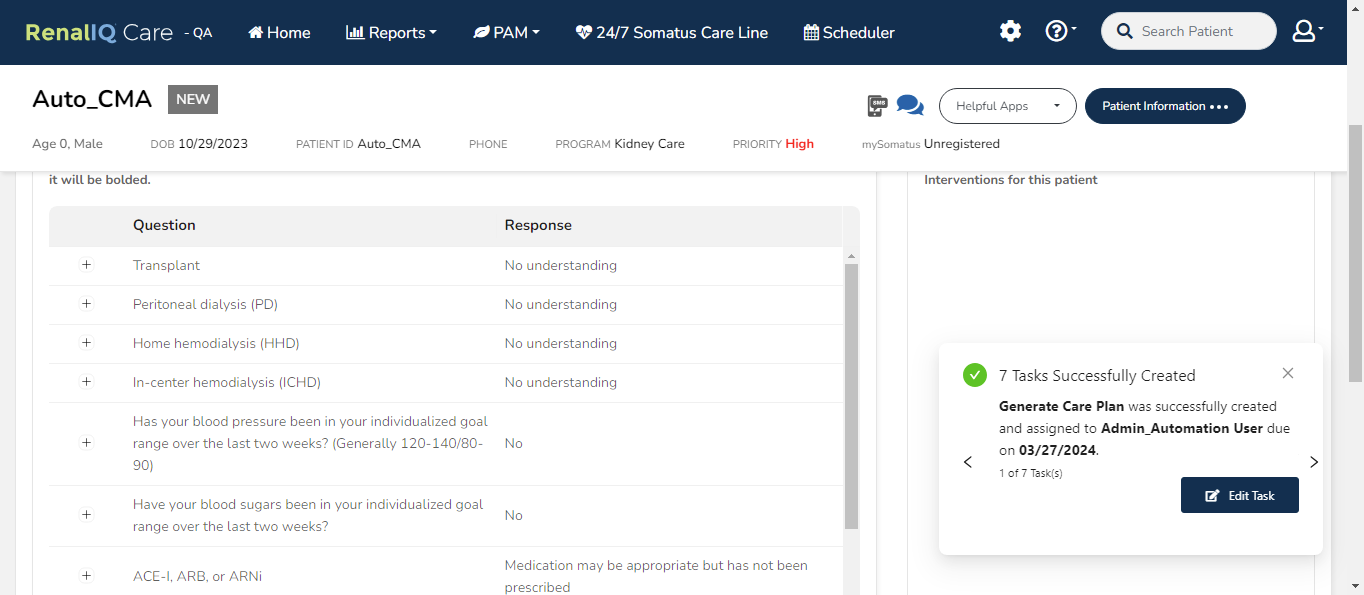 RenalIQ Care - QA Home Reports PAM 24/7 Somatus Care Line Scheduler Search Patient
Auto_CMA NEW
SMS Helpful Apps Patient Information •••
Age 0, Male DOB 10/29/2023 PATIENT ID Auto_CMA PHONE PROGRAM Kidney Care PRIORITY High mySomatus Unregistered
it will be bolded.
Question Response
+ Transplant No understanding
+ Peritoneal dialysis (PD) No understanding
+ Home hemodialysis (HHD) No understanding
+ In-center hemodialysis (ICHD) No understanding
Has your blood pressure been in your individualized goal
+ range over the last two weeks? (Generally 120-140/80- No
90)
Have your blood sugars been in your individualized goal
+ range over the last two weeks? No
+ ACE-I, ARB, or ARNi Medication may be appropriate but has not been
prescribed
Interventions for this patient
7 Tasks Successfully Created
Generate Care Plan was successfully created
and assigned to Admin_Automation User due
on 03/27/2024.
1 of 7 Task(s)
Edit Task